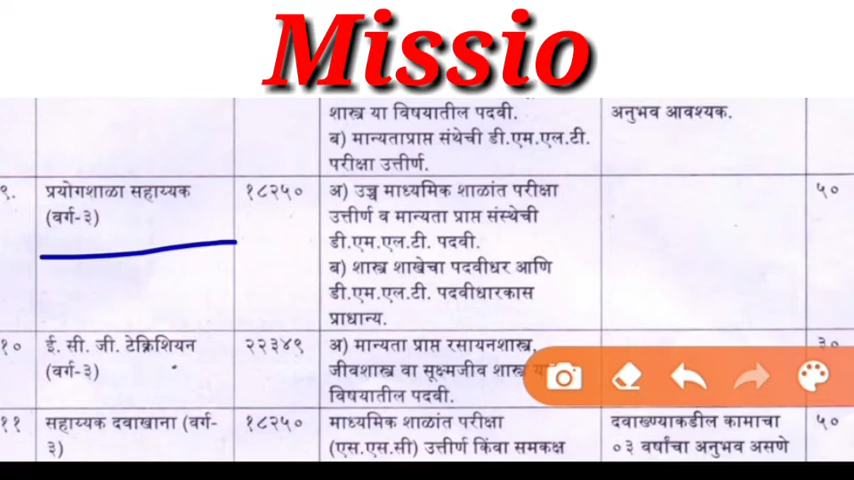 Missio
शास्त्र या विषयातील पदवी.
ब) मान्यताप्राप्त संथेची डी.एम.एल.टी.
परीक्षा उत्तीर्ण.
अनुभव आवश्यक.
९.
प्रयोगशाळा सहाय्यक
(वर्ग-३)
१८२५०
अ) उच्च माध्यमिक शाळांत परीक्षा
उत्तीर्ण व मान्यता प्राप्त संस्थेची
डी.एम.एल.टी. पदवी.
ब) शास्त्र शाखेचा पदवीधर आणि
डी.एम.एल.टी. पदवीधारकास
प्राधान्य.
५०
१०
ई. सी. जी. टेक्निशियन
(वर्ग-३)
२२३४९
अ) मान्यता प्राप्त रसायनशास्त्र,
जीवशास्त्र वा सूक्ष्मजीव शास्त्र
विषयातील पदवी.
३०
११
सहाय्यक दवाखाना (वर्ग-
३)
१८२५०
माध्यमिक शाळांत परीक्षा
(एस.एस.सी) उत्तीर्ण किंवा समकक्ष
दवाखण्याकडील कामाचा
०३ वर्षांचा अनुभव असणे
५०